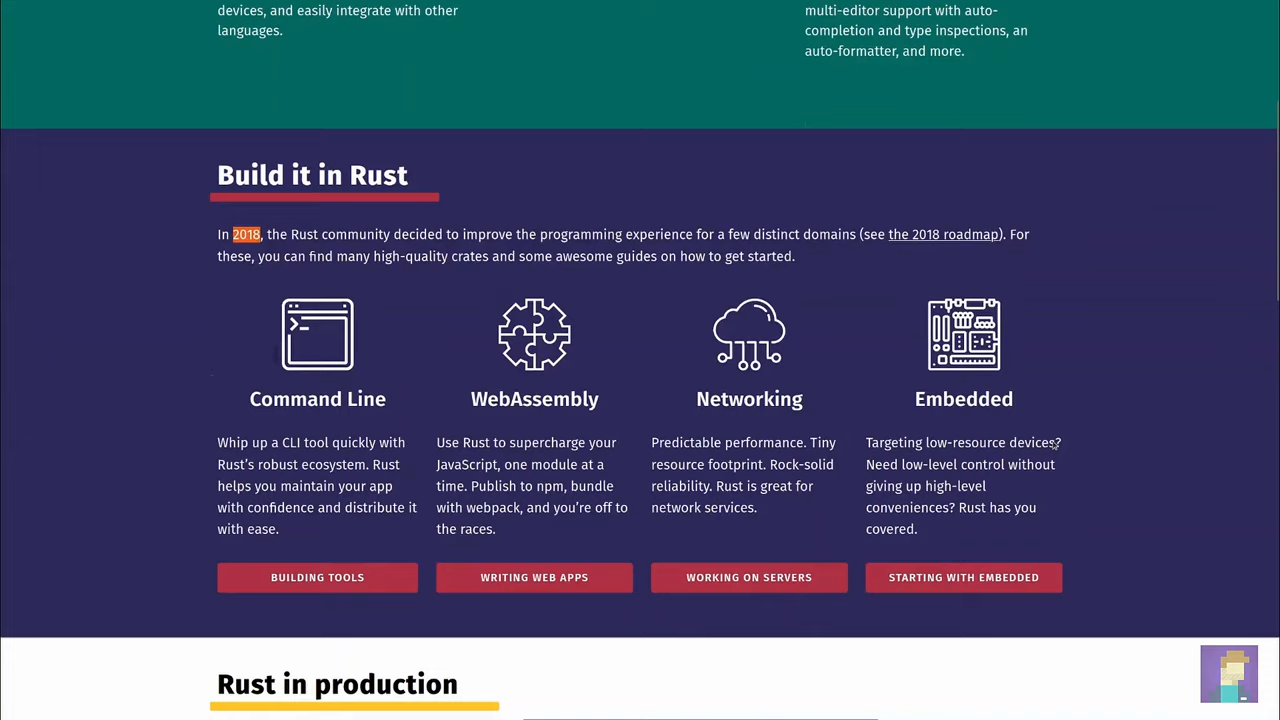 devices, and easily integrate with other
languages.
multi-editor support with auto-
completion and type inspections, an
auto-formatter, and more.
Build it in Rust
In 2018, the Rust community decided to improve the programming experience for a few distinct domains (see the 2018 roadmap). For
these, you can find many high-quality crates and some awesome guides on how to get started.
Command Line
Whip up a CLI tool quickly with
Rust’s robust ecosystem. Rust
helps you maintain your app
with confidence and distribute it
with ease.
BUILDING TOOLS
WebAssembly
Use Rust to supercharge your
JavaScript, one module at a
time. Publish to npm, bundle
with webpack, and you’re off to
the races.
WRITING WEB APPS
Networking
Predictable performance. Tiny
resource footprint. Rock-solid
reliability. Rust is great for
network services.
WORKING ON SERVERS
Embedded
Targeting low-resource devices?
Need low-level control without
giving up high-level
conveniences? Rust has you
covered.
STARTING WITH EMBEDDED
Rust in production